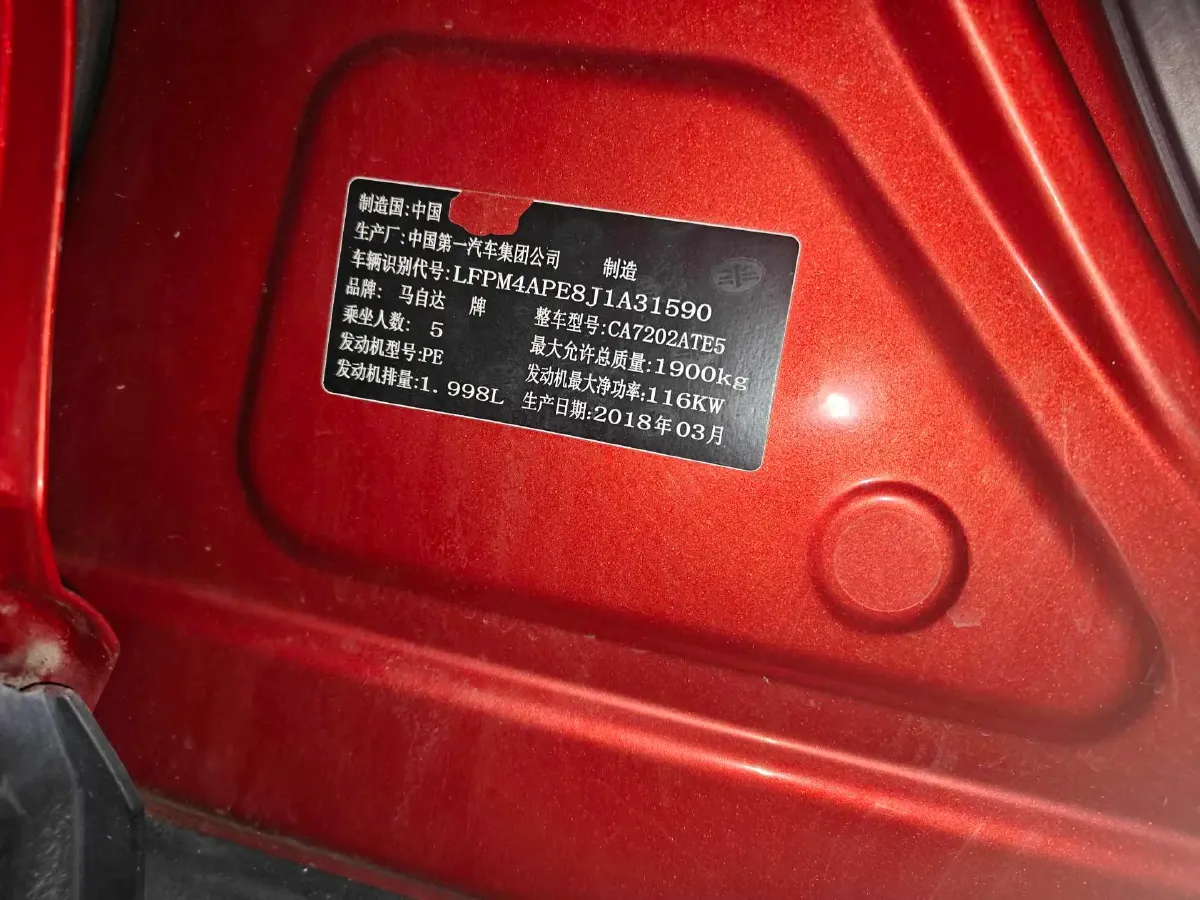 制造国:中国
生产厂:中国第一汽车集团公司 制造
车辆识别代号:LFPM4APE8J1A31590
品牌: 马自达 牌 整车型号:CA7202ATE5
乘坐人数: 5 最大允许总质量:1900kg
发动机型号:PE 发动机最大净功率:116KW
发动机排量:1.998L 生产日期:2018年03月